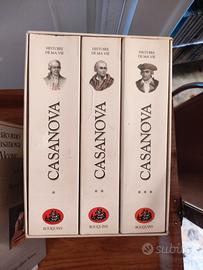 HISTOIRE
DE MA VIE
CASANOVA
*
BOUQUINS
HISTOIRE
DE MA VIE
CASANOVA
**
BOUQUINS
HISTOIRE
DE MA VIE
CASANOVA
***
BOUQUINS
subito